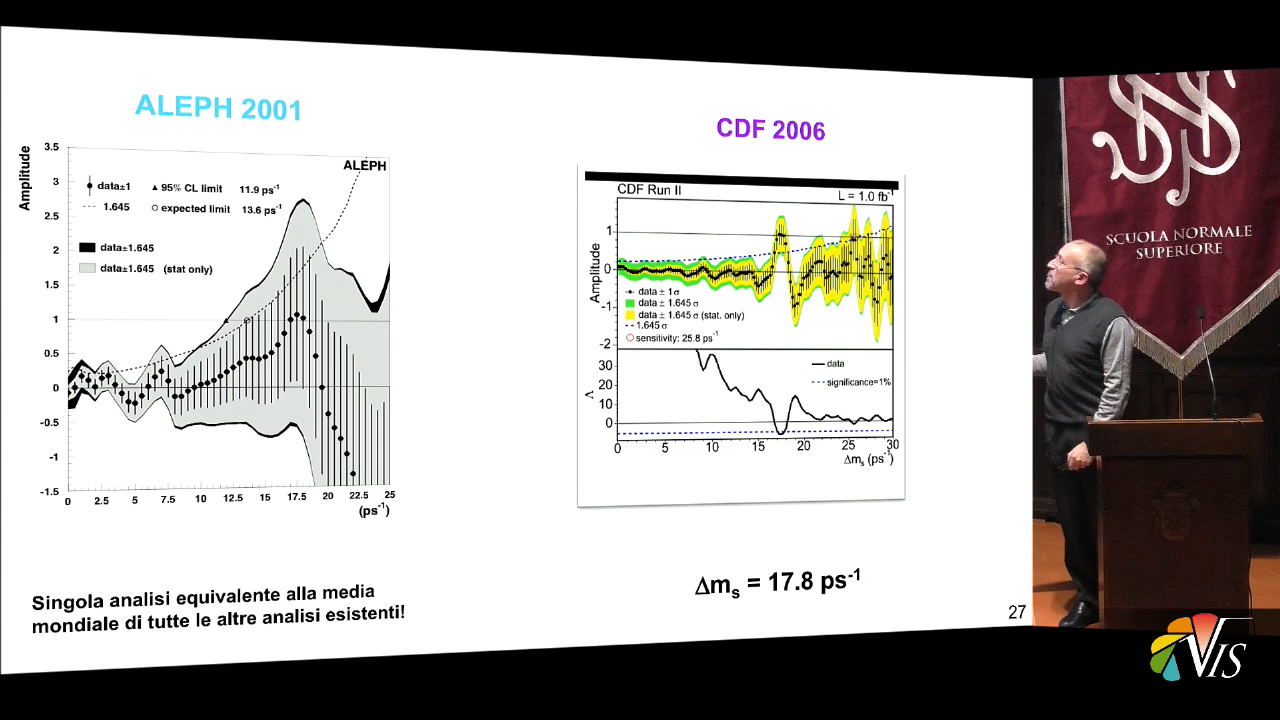 ALEPH 2001
Amplitude
3.5
3
2.5
2
1.5
1
0.5
0
-0.5
-1
-1.5
ALEPH
data±1
95% CL limit 11.9 ps-1
1.645
expected limit 13.6 ps-1
data±1.645
data±1.645 (stat only)
0 2.5 5 7.5 10 12.5 15 17.5 20 22.5 25
(ps-1)
Singola analisi equivalente alla media
mondiale di tutte le altre analisi esistenti!
CDF 2006
CDF Run II L = 1.0 fb-1
Amplitude
1
0
-1
-2
data ± 1σ
data ± 1.645 σ
data ± 1.645 σ (stat. only)
1.645 σ
sensitivity: 25.8 ps-1
Λ
30
20
10
0
data
significance=1%
0 5 10 15 20 25 30
Δms (ps-1)
Δms = 17.8 ps-1
27
SNS
SCUOLA NORMALE
SUPERIORE
VIS